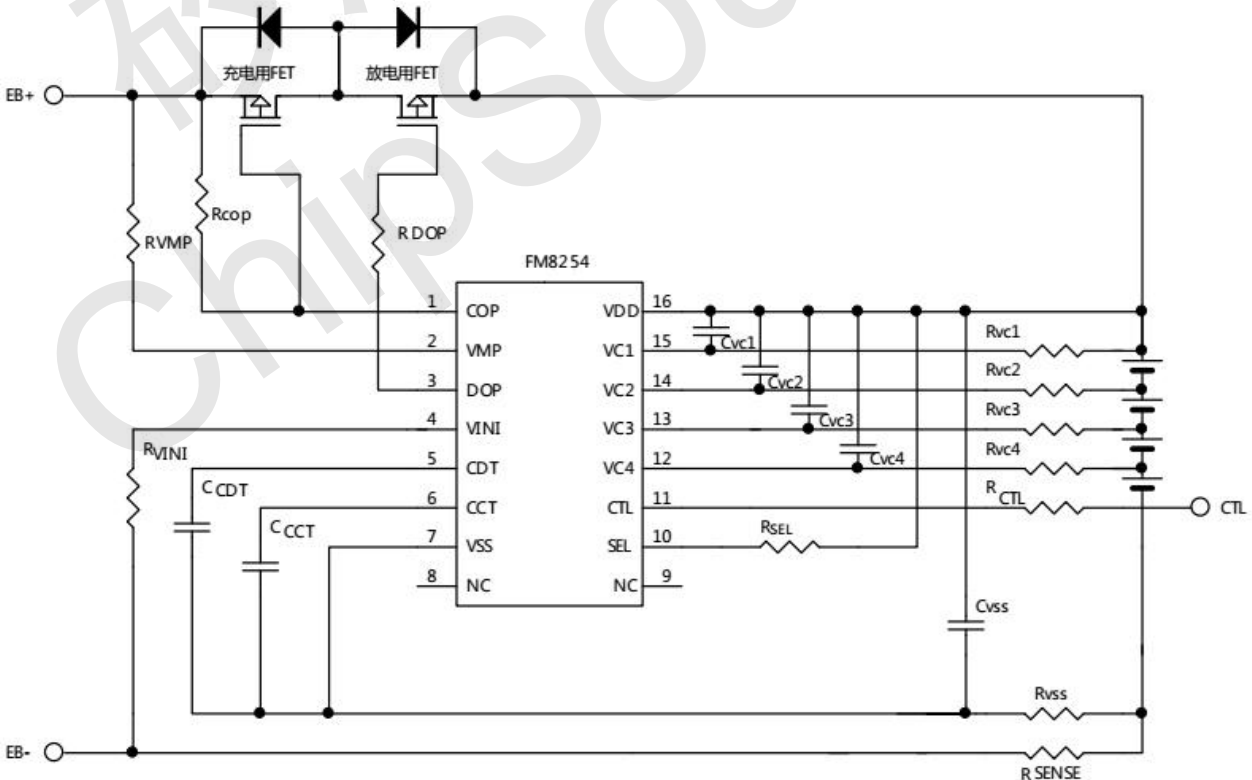 充电用FET
放电用FET
EB+
Rcop
RVMP
R DOP
FM8254
1 COP
VDD 16
2 VMP
VC1 15
3 DOP
VC2 14
4 VINI
VC3 13
5 CDT
VC4 12
6 CCT
CTL 11
7 VSS
SEL 10
8 NC
NC 9
Cvc1
Cvc2
Cvc3
Cvc4
Rvc1
Rvc2
Rvc3
Rvc4
R CTL
CTL
RSEL
RVINI
C CDT
C CCT
Cvss
Rvss
EB-
R SENSE